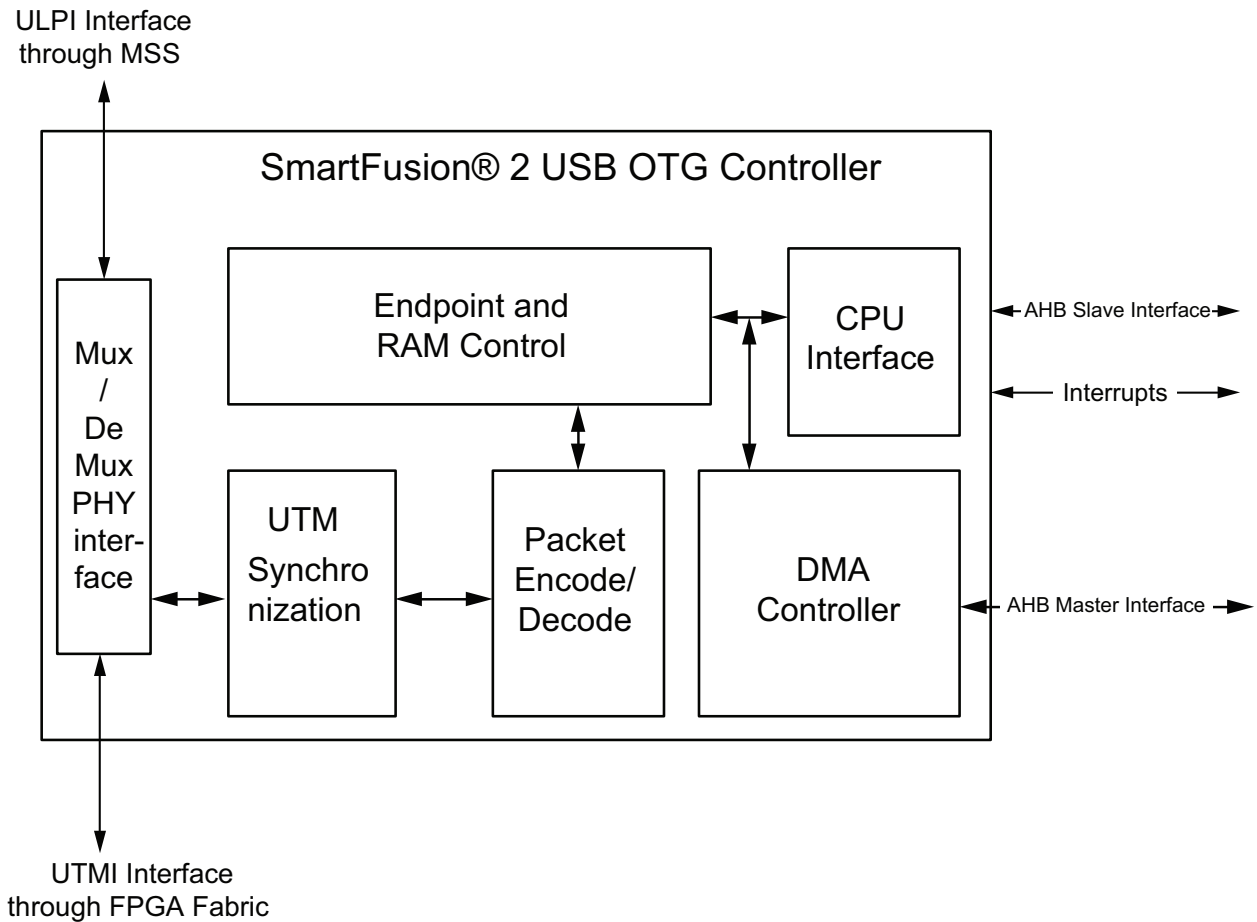 ULPI Interface
through MSS
SmartFusion® 2 USB OTG Controller
Mux
/
De
Mux
PHY
inter-
face
Endpoint and
RAM Control
CPU
Interface
UTM
Synchro
nization
Packet
Encode/
Decode
DMA
Controller
AHB Slave Interface
Interrupts
AHB Master Interface
UTMI Interface
through FPGA Fabric